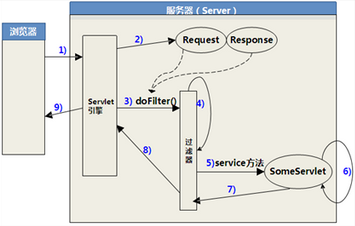 服务器（Server）
浏览器
1)
2)
Request
Response
Servlet
引擎
3) doFilter()
4)
9)
过
滤
器
5)service方法
SomeServlet
6)
8)
7)